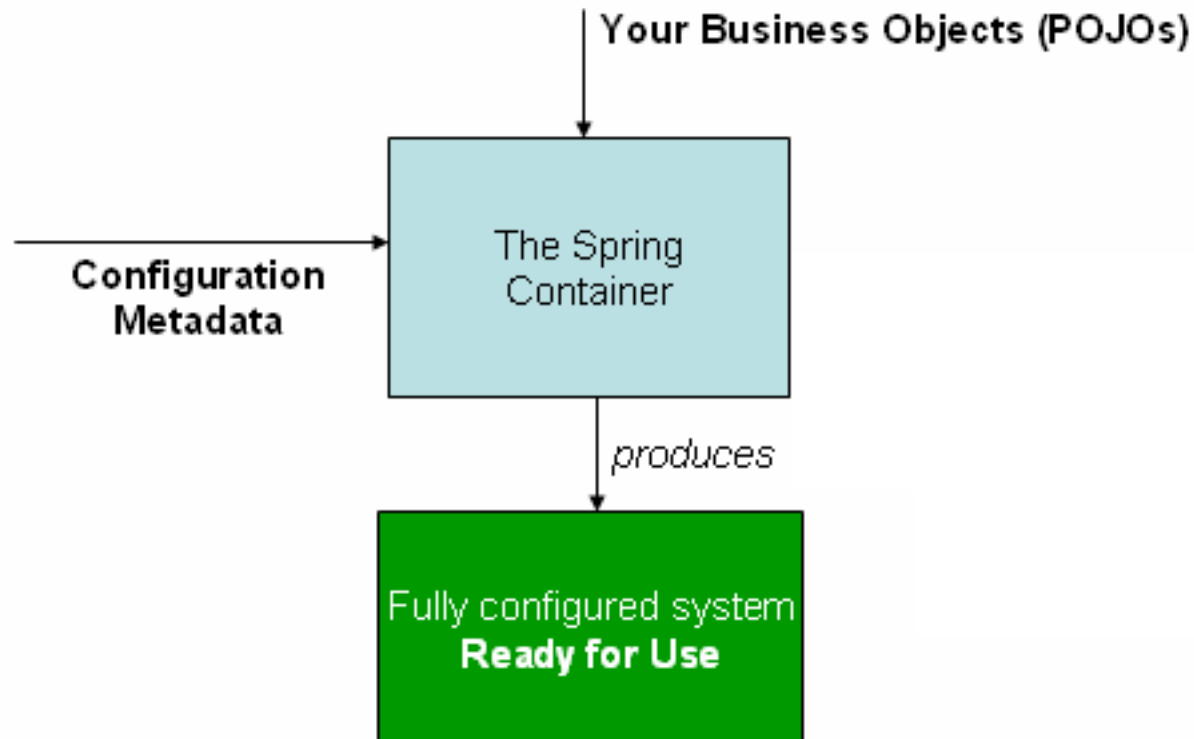 Your Business Objects (POJOs)
The Spring
Container
Configuration
Metadata
produces
Fully configured system
Ready for Use